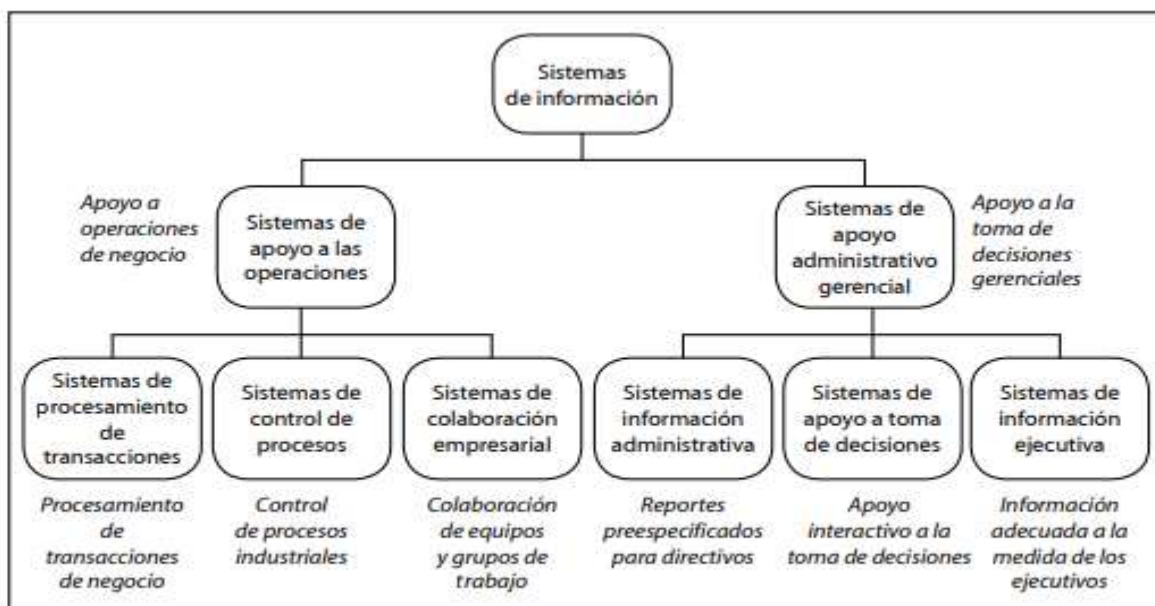 Sistemas
de información
Apoyo a
operaciones
de negocio
Sistemas de
apoyo a las
operaciones
Sistemas de
apoyo
administrativo
gerencial
Apoyo a la
toma de
decisiones
gerenciales
Sistemas de
procesamiento
de
transacciones
Sistemas de
control de
procesos
Sistemas de
colaboración
empresarial
Sistemas de
información
administrativa
Sistemas de
apoyo a toma
de decisiones
Sistemas de
información
ejecutiva
Procesamiento
de
transacciones
de negocio
Control
de procesos
industriales
Colaboración
de equipos
y grupos de
trabajo
Reportes
preespecificados
para directivos
Apoyo
interactivo a la
toma de decisiones
Información
adecuada a la
medida de los
ejecutivos